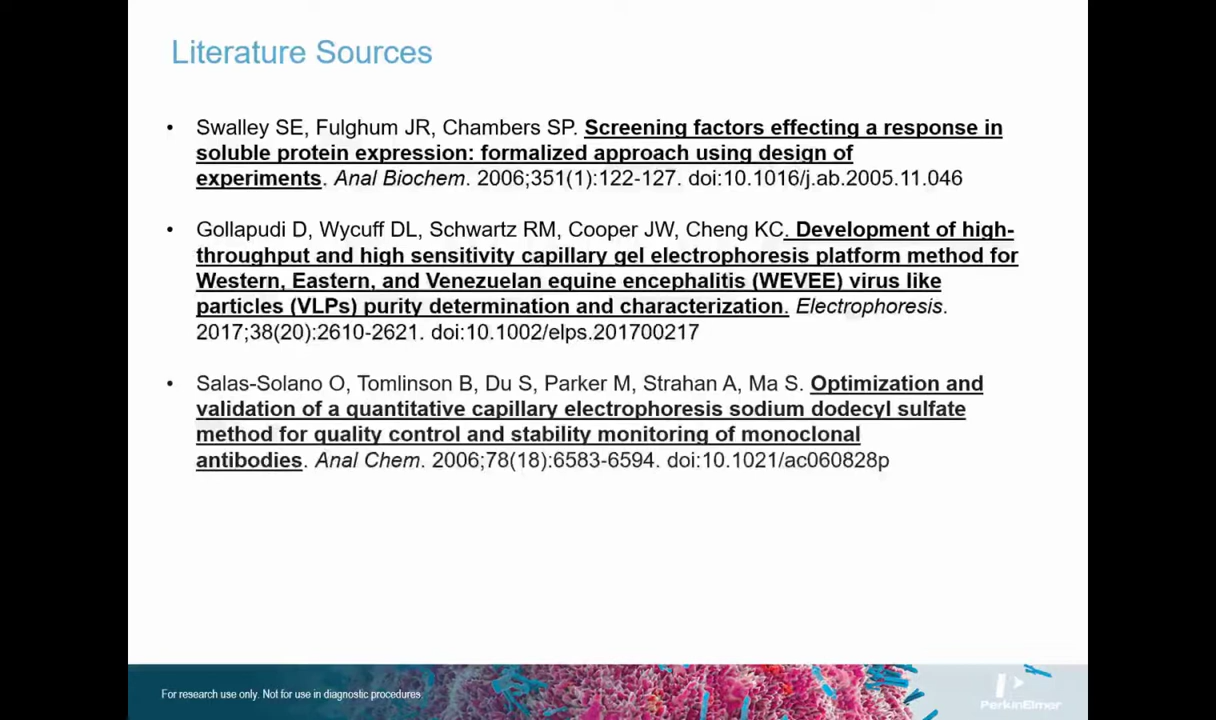 Literature Sources
• Swalley SE, Fulghum JR, Chambers SP. Screening factors effecting a response in
soluble protein expression: formalized approach using design of
experiments. Anal Biochem. 2006;351(1):122-127. doi:10.1016/j.ab.2005.11.046
• Gollapudi D, Wycuff DL, Schwartz RM, Cooper JW, Cheng KC. Development of high-
throughput and high sensitivity capillary gel electrophoresis platform method for
Western, Eastern, and Venezuelan equine encephalitis (WEVEE) virus like
particles (VLPs) purity determination and characterization. Electrophoresis.
2017;38(20):2610-2621. doi:10.1002/elps.201700217
• Salas-Solano O, Tomlinson B, Du S, Parker M, Strahan A, Ma S. Optimization and
validation of a quantitative capillary electrophoresis sodium dodecyl sulfate
method for quality control and stability monitoring of monoclonal
antibodies. Anal Chem. 2006;78(18):6583-6594. doi:10.1021/ac060828p
For research use only. Not for use in diagnostic procedures
PerkinElmer